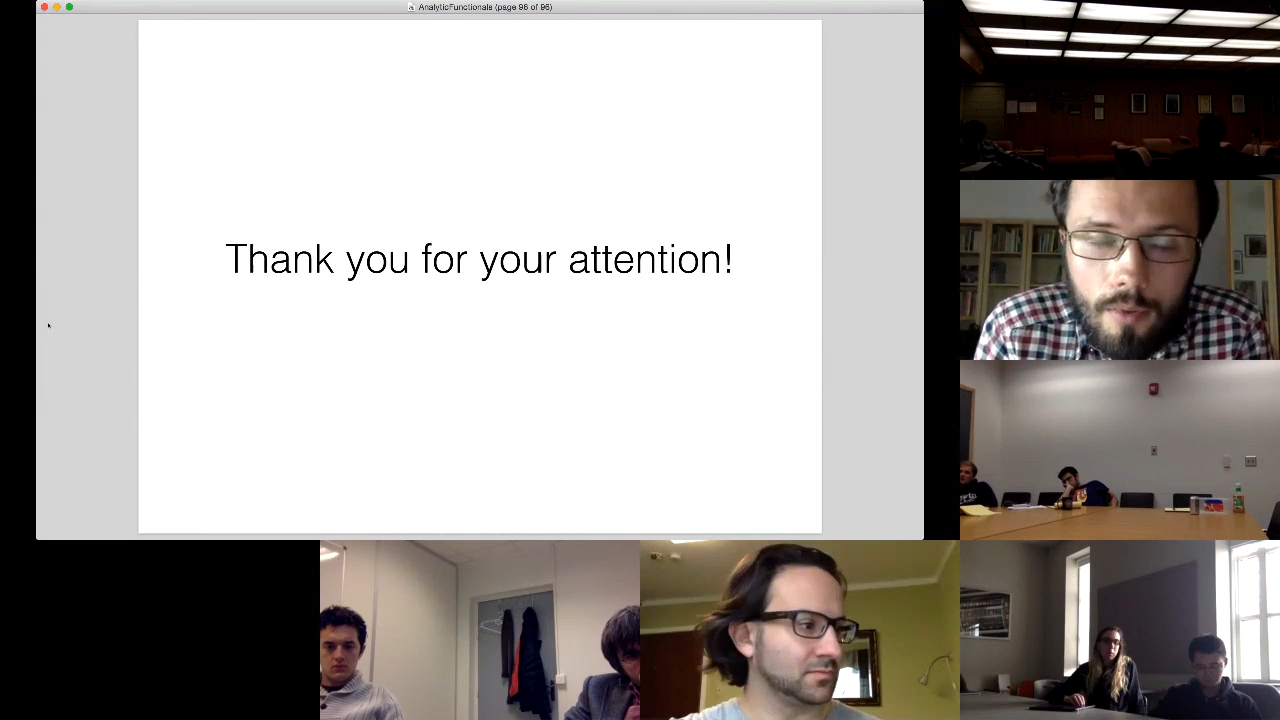 AnalyticFunctionals (page 96 of 96)
Thank you for your attention!